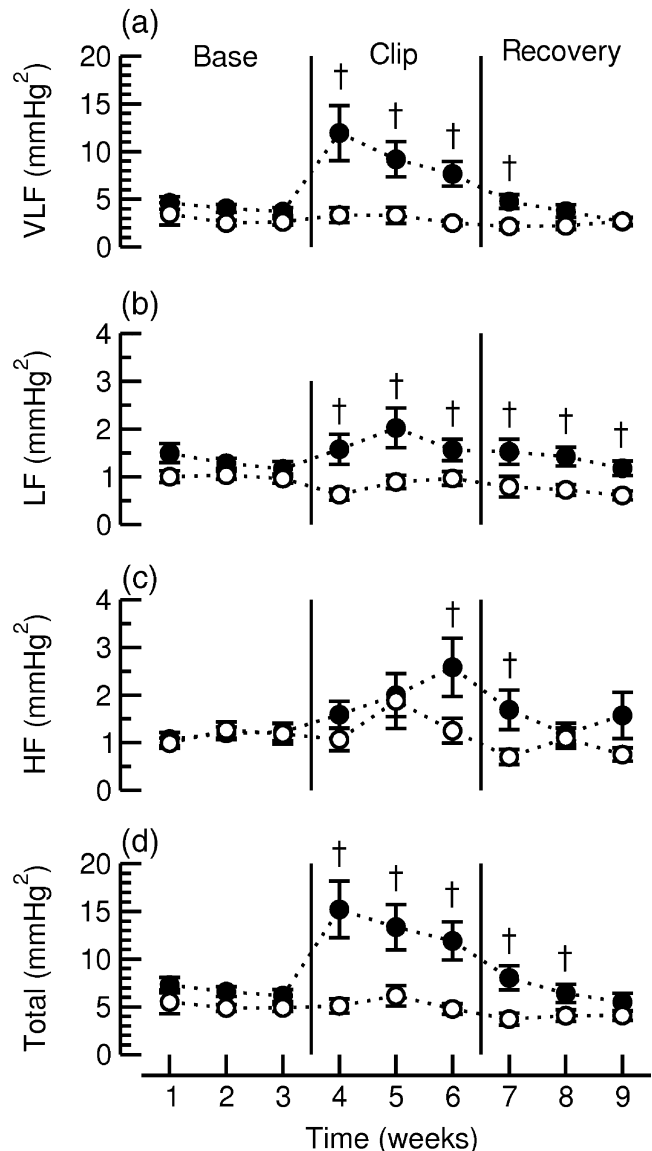 (a)
Base Clip Recovery
VLF (mmHg²)
20
15
10
5
0
† † † †
(b)
LF (mmHg²)
4
3
2
1
0
† † † † † †
(c)
HF (mmHg²)
4
3
2
1
0
† †
(d)
Total (mmHg²)
20
15
10
5
0
† † † † †
1 2 3 4 5 6 7 8 9
Time (weeks)